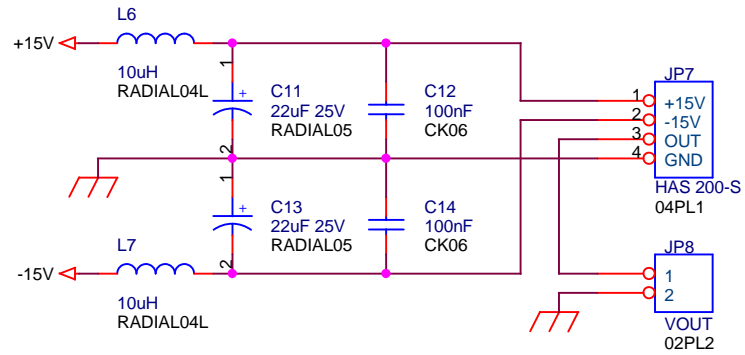 L6
+15V
10uH
RADIAL04L
1
+
C11
22uF 25V
RADIAL05
2
C12
100nF
CK06
JP7
1 +15V
2 -15V
3 OUT
4 GND
HAS 200-S
04PL1
1
+
C13
22uF 25V
RADIAL05
2
C14
100nF
CK06
L7
-15V
10uH
RADIAL04L
JP8
1
2
VOUT
02PL2